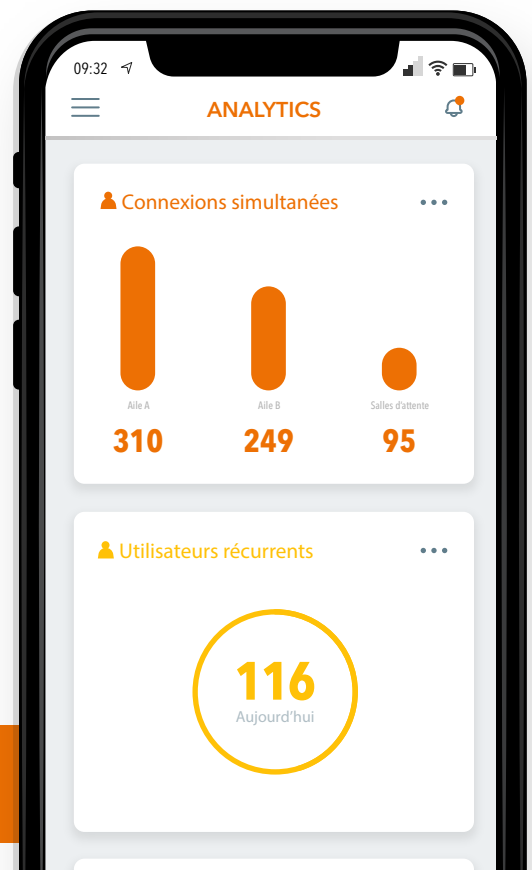 09:32
ANALYTICS
Connexions simultanées
Aile A
Aile B
Salles d'attente
310
249
95
Utilisateurs récurrents
116
Aujourd'hui